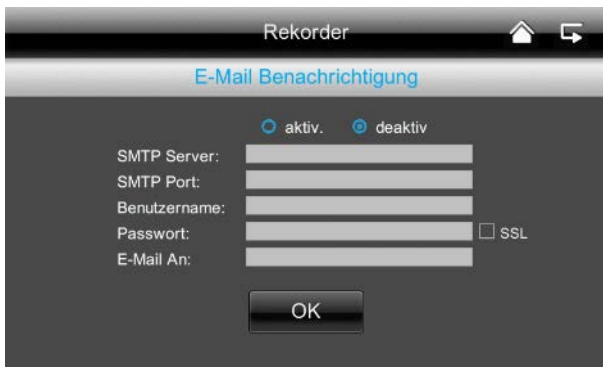 Rekorder
E-Mail Benachrichtigung
aktiv. deaktiv
SMTP Server:
SMTP Port:
Benutzername:
Passwort: SSL
E-Mail An:
OK